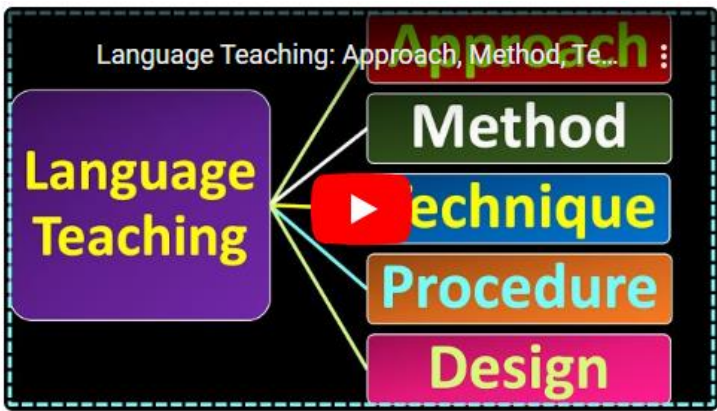 Language Teaching: Approach, Method, Te...
Approach
Method
Language
Teaching
echnique
Procedure
Design